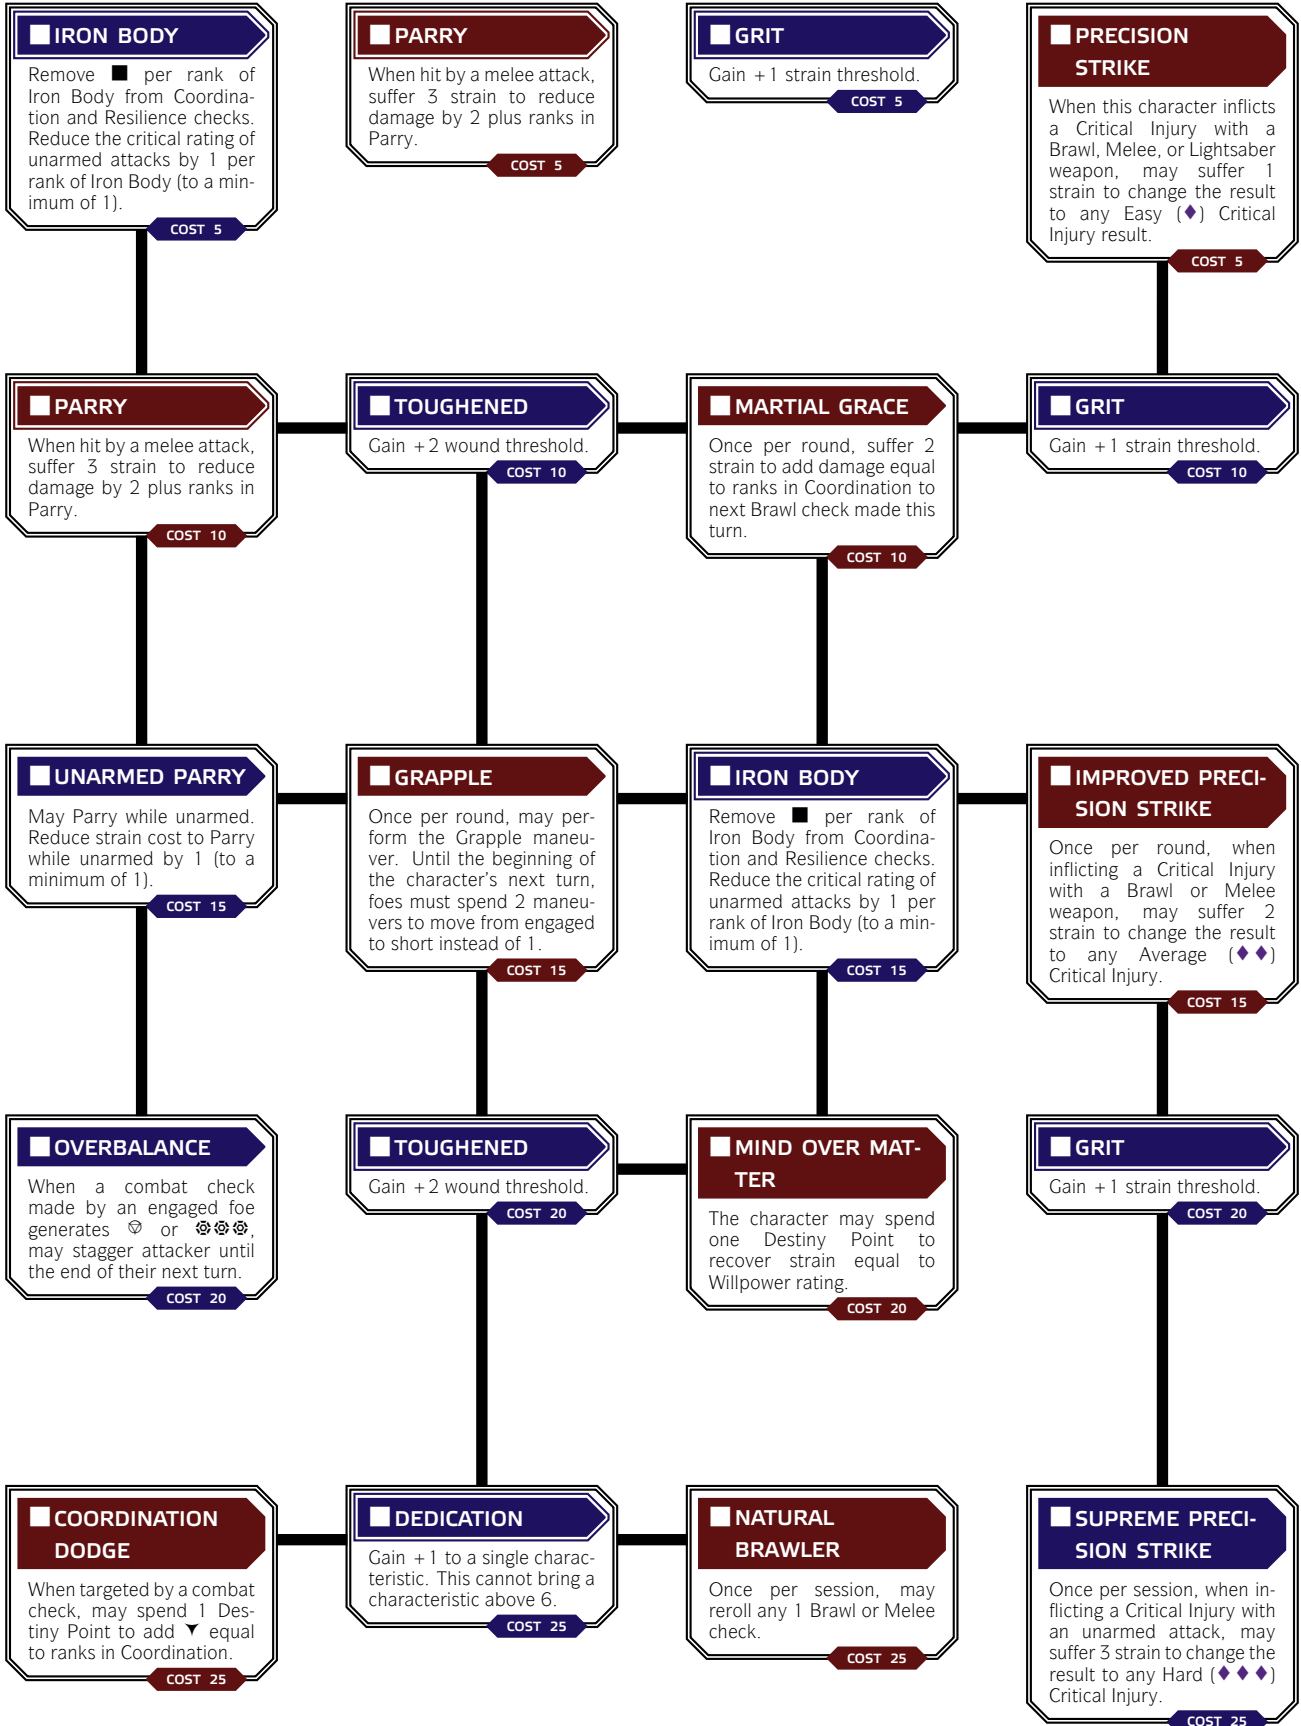 IRON BODY
Remove ■ per rank of
Iron Body from Coordina-
tion and Resilience checks.
Reduce the critical rating of
unarmed attacks by 1 per
rank of Iron Body (to a min-
imum of 1).
COST 5
PARRY
When hit by a melee attack,
suffer 3 strain to reduce
damage by 2 plus ranks in
Parry.
COST 5
GRIT
Gain +1 strain threshold.
COST 5
PRECISION
STRIKE
When this character inflicts
a Critical Injury with a
Brawl, Melee, or Lightsaber
weapon, may suffer 1
strain to change the result
to any Easy (♦) Critical
Injury result.
COST 5
PARRY
When hit by a melee attack,
suffer 3 strain to reduce
damage by 2 plus ranks in
Parry.
COST 10
TOUGHENED
Gain +2 wound threshold.
COST 10
MARTIAL GRACE
Once per round, suffer 2
strain to add damage equal
to ranks in Coordination to
next Brawl check made this
turn.
COST 10
GRIT
Gain +1 strain threshold.
COST 10
UNARMED PARRY
May Parry while unarmed.
Reduce strain cost to Parry
while unarmed by 1 (to a
minimum of 1).
COST 15
GRAPPLE
Once per round, may per-
form the Grapple maneu-
ver. Until the beginning of
the character's next turn,
foes must spend 2 maneu-
vers to move from engaged
to short instead of 1.
COST 15
IRON BODY
Remove ■ per rank of
Iron Body from Coordina-
tion and Resilience checks.
Reduce the critical rating of
unarmed attacks by 1 per
rank of Iron Body (to a min-
imum of 1).
COST 15
IMPROVED PRECI-
SION STRIKE
Once per round, when
inflicting a Critical Injury
with a Brawl or Melee
weapon, may suffer 2
strain to change the result
to any Average (♦♦)
Critical Injury.
COST 15
OVERBALANCE
When a combat check
made by an engaged foe
generates or ,
may stagger attacker until
the end of their next turn.
COST 20
TOUGHENED
Gain +2 wound threshold.
COST 20
MIND OVER MAT-
TER
The character may spend
one Destiny Point to
recover strain equal to
Willpower rating.
COST 20
GRIT
Gain +1 strain threshold.
COST 20
COORDINATION
DODGE
When targeted by a combat
check, may spend 1 Des-
tiny Point to add equal
to ranks in Coordination.
COST 25
DEDICATION
Gain +1 to a single charac-
teristic. This cannot bring a
characteristic above 6.
COST 25
NATURAL
BRAWLER
Once per session, may
reroll any 1 Brawl or Melee
check.
COST 25
SUPREME PRECI-
SION STRIKE
Once per session, when in-
flicting a Critical Injury with
an unarmed attack, may
suffer 3 strain to change the
result to any Hard (♦♦♦)
Critical Injury.
COST 25